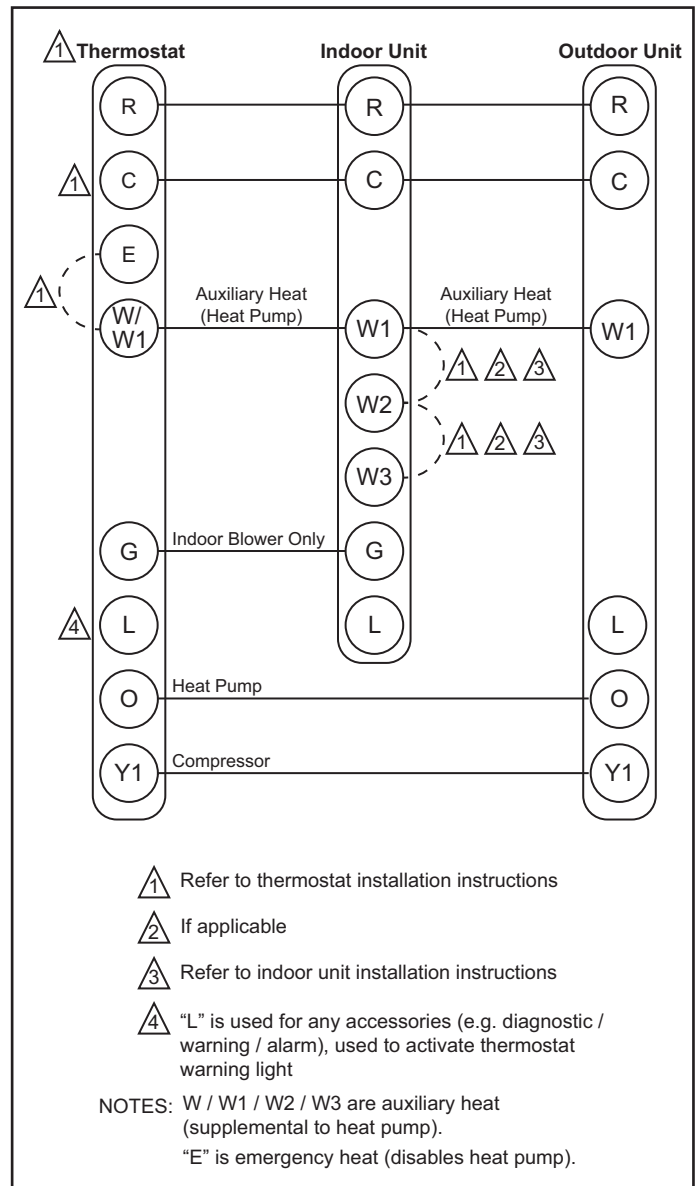 1 Thermostat Indoor Unit Outdoor Unit
R R R
1 C C C
E
1
Auxiliary Heat Auxiliary Heat
(Heat Pump) (Heat Pump)
W/
W1 W1 W1
1 2 3
W2
1 2 3
W3
Indoor Blower Only
G G
4 L L L
Heat Pump
O O
Compressor
Y1 Y1
1 Refer to thermostat installation instructions
2 If applicable
3 Refer to indoor unit installation instructions
4 “L” is used for any accessories (e.g. diagnostic /
warning / alarm), used to activate thermostat
warning light
NOTES: W / W1 / W2 / W3 are auxiliary heat
(supplemental to heat pump).
“E” is emergency heat (disables heat pump).